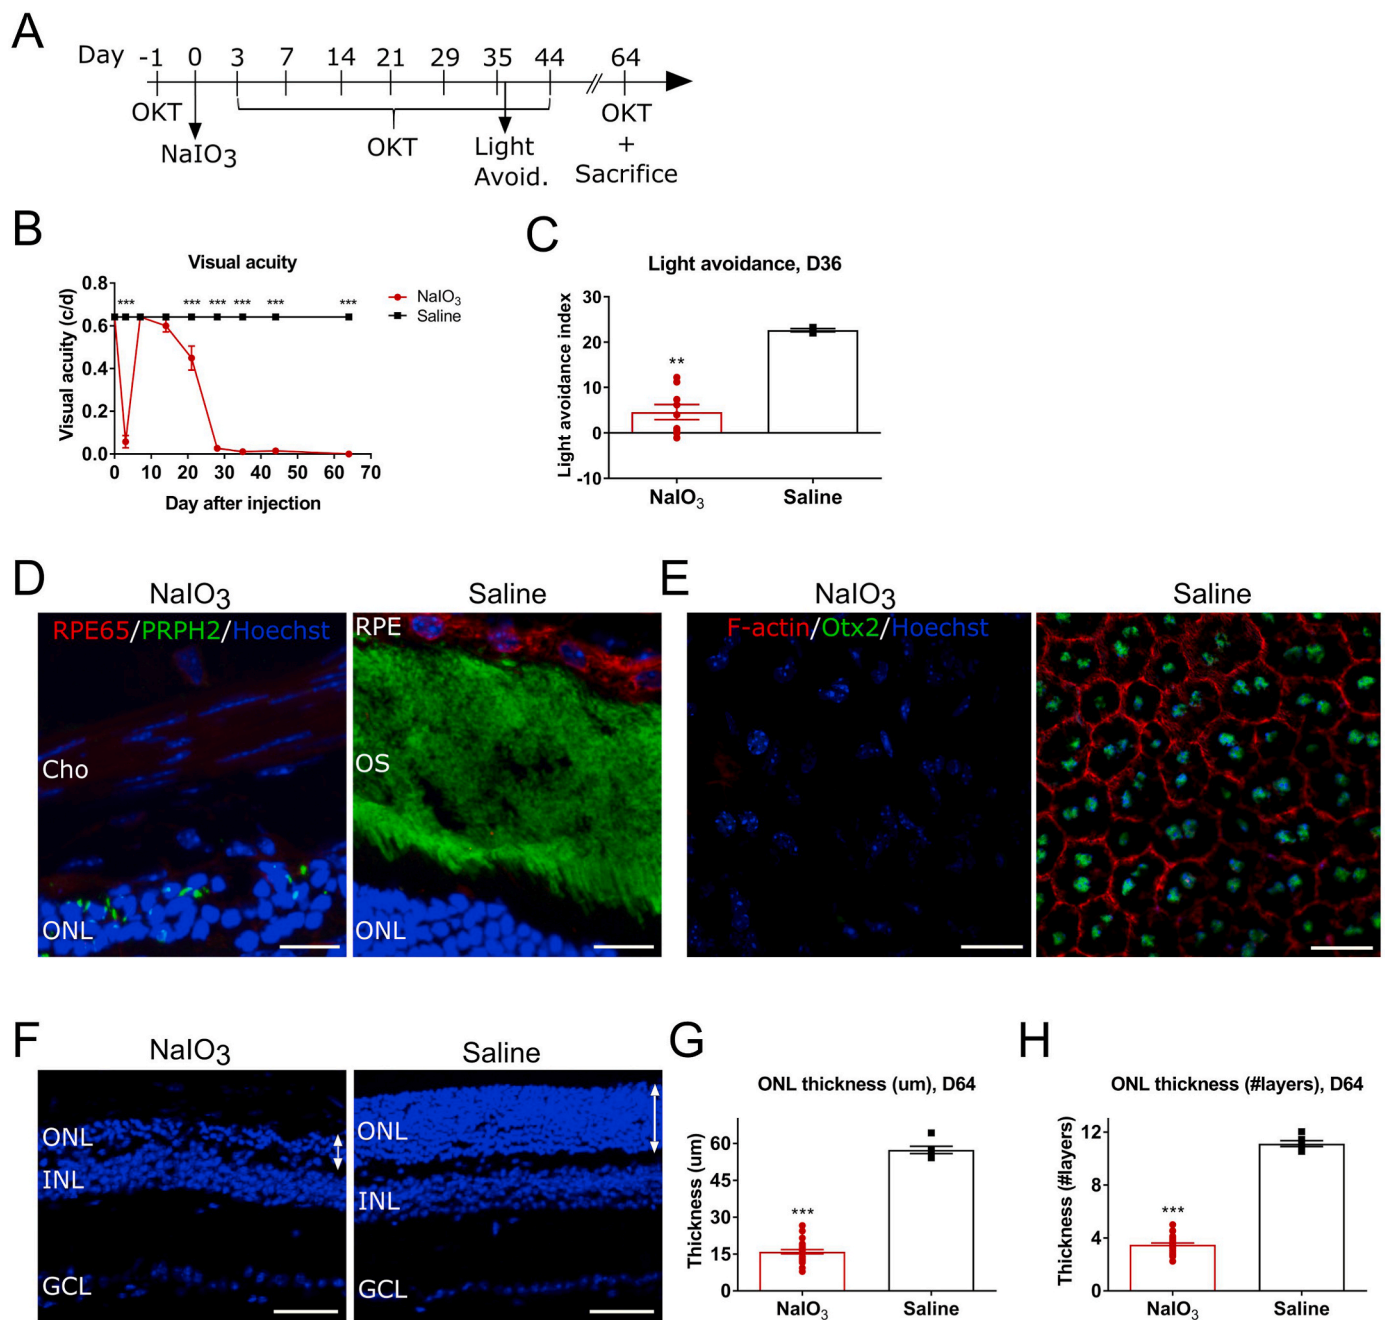 A
Day -1 0 3 7 14 21 29 35 44 64
OKT
NaIO3
OKT
Light
Avoid.
OKT
+
Sacrifice
B
Visual acuity
Visual acuity (c/d)
0.8
0.6
0.4
0.2
0.0
*** *** *** *** *** ***
0 10 20 30 40 50 60 70
Day after injection
NaIO3
Saline
C
Light avoidance, D36
Light avoidance index
30
20
10
0
-10
**
NaIO3 Saline
D
NaIO3 Saline
RPE65/PRPH2/Hoechst
Cho
ONL
RPE
OS
ONL
E
NaIO3 Saline
F-actin/Otx2/Hoechst
F
NaIO3 Saline
ONL
INL
GCL
ONL
INL
GCL
G
ONL thickness (um), D64
Thickness (um)
60
45
30
15
0
***
NaIO3 Saline
H
ONL thickness (#layers), D64
Thickness (#layers)
12
8
4
0
***
NaIO3 Saline